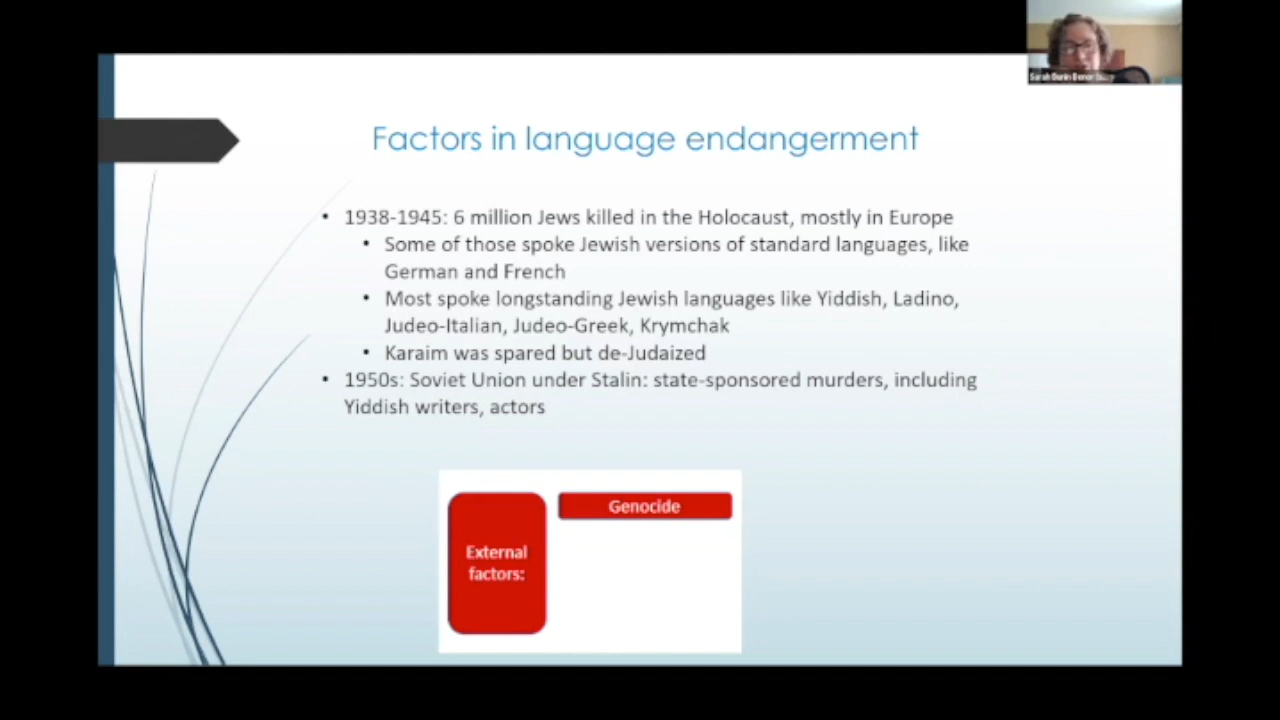 Sarah Bunin Benor
Factors in language endangerment
• 1938-1945: 6 million Jews killed in the Holocaust, mostly in Europe
• Some of those spoke Jewish versions of standard languages, like
German and French
• Most spoke longstanding Jewish languages like Yiddish, Ladino,
Judeo-Italian, Judeo-Greek, Krymchak
• Karaim was spared but de-Judaized
• 1950s: Soviet Union under Stalin: state-sponsored murders, including
Yiddish writers, actors
Genocide
External
factors: